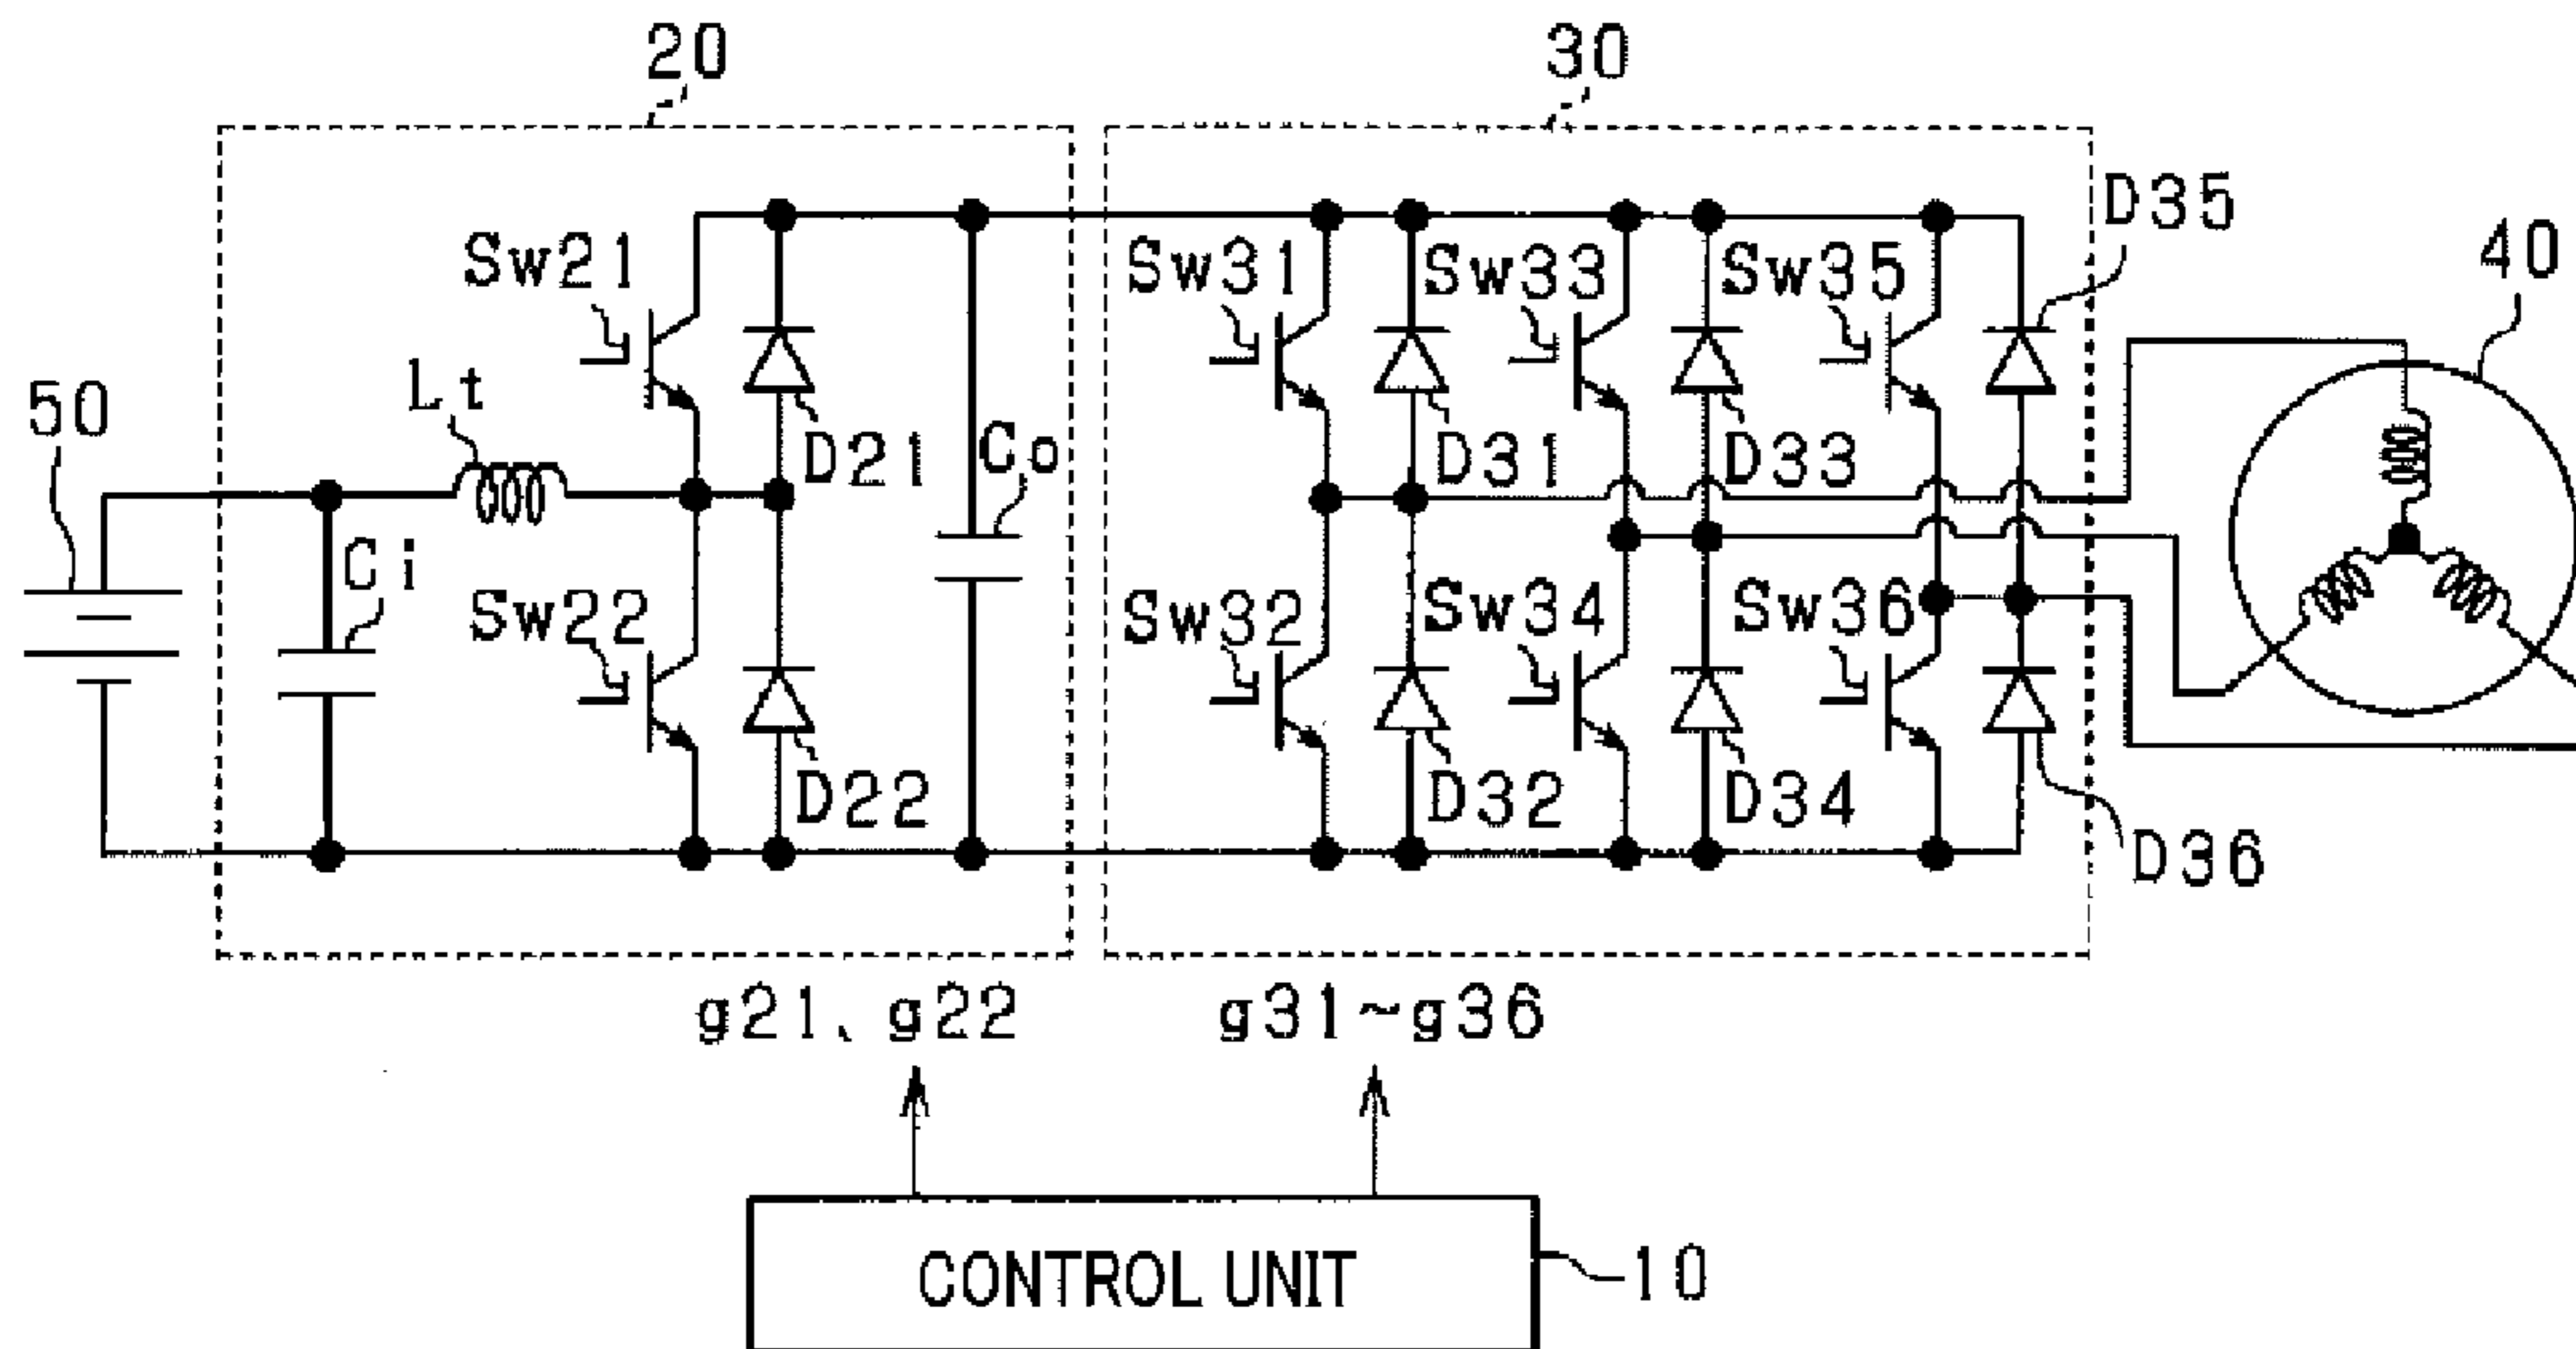 20
30
D35
40
Sw21
Sw31
Sw33
Sw35
50
Lt
D21
Co
D31
D33
Ci
Sw22
Sw32
Sw34
Sw36
D22
D32
D34
D36
g21、g22
g31~g36
CONTROL UNIT
10